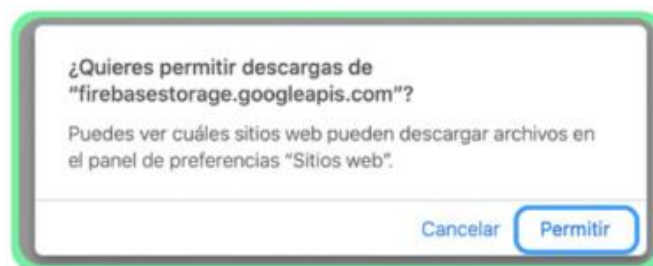 ¿Quieres permitir descargas de
“firebasestorage.googleapis.com”?
Puedes ver cuáles sitios web pueden descargar archivos en
el panel de preferencias “Sitios web”.
Cancelar
Permitir